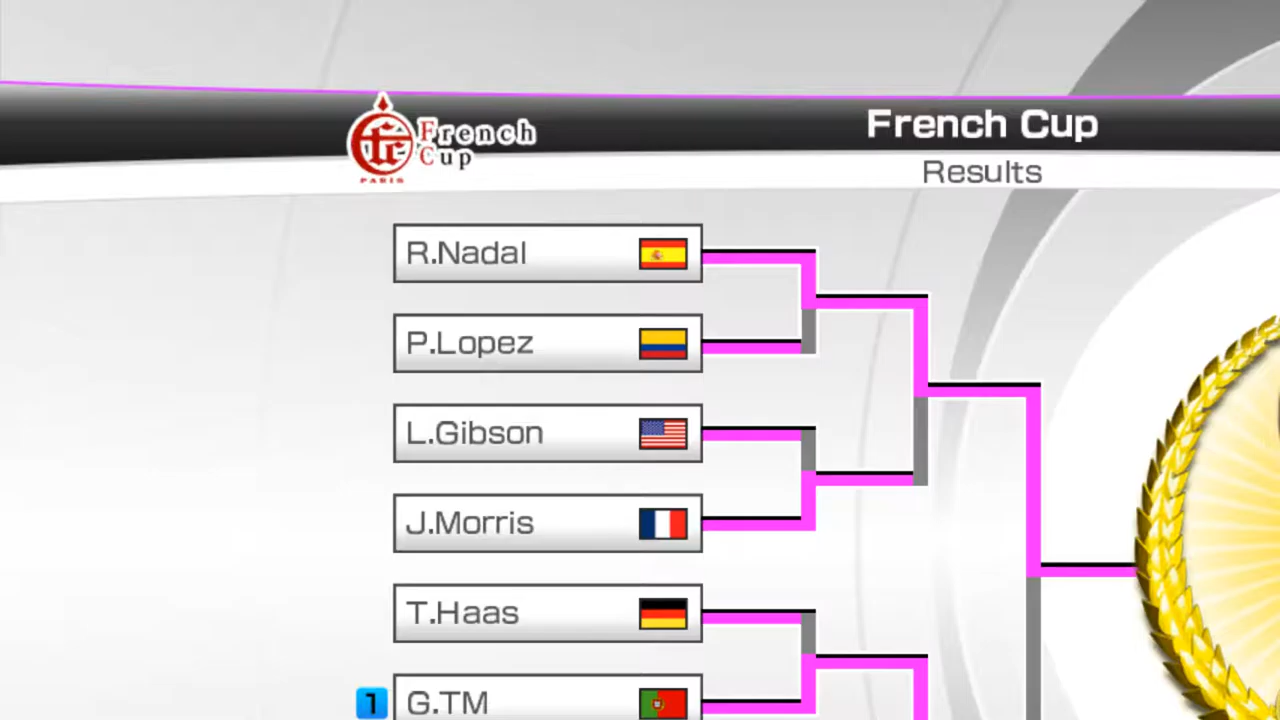 French Cup
PARIS
French Cup
Results
R.Nadal
P.Lopez
L.Gibson
J.Morris
T.Haas
1 G.TM